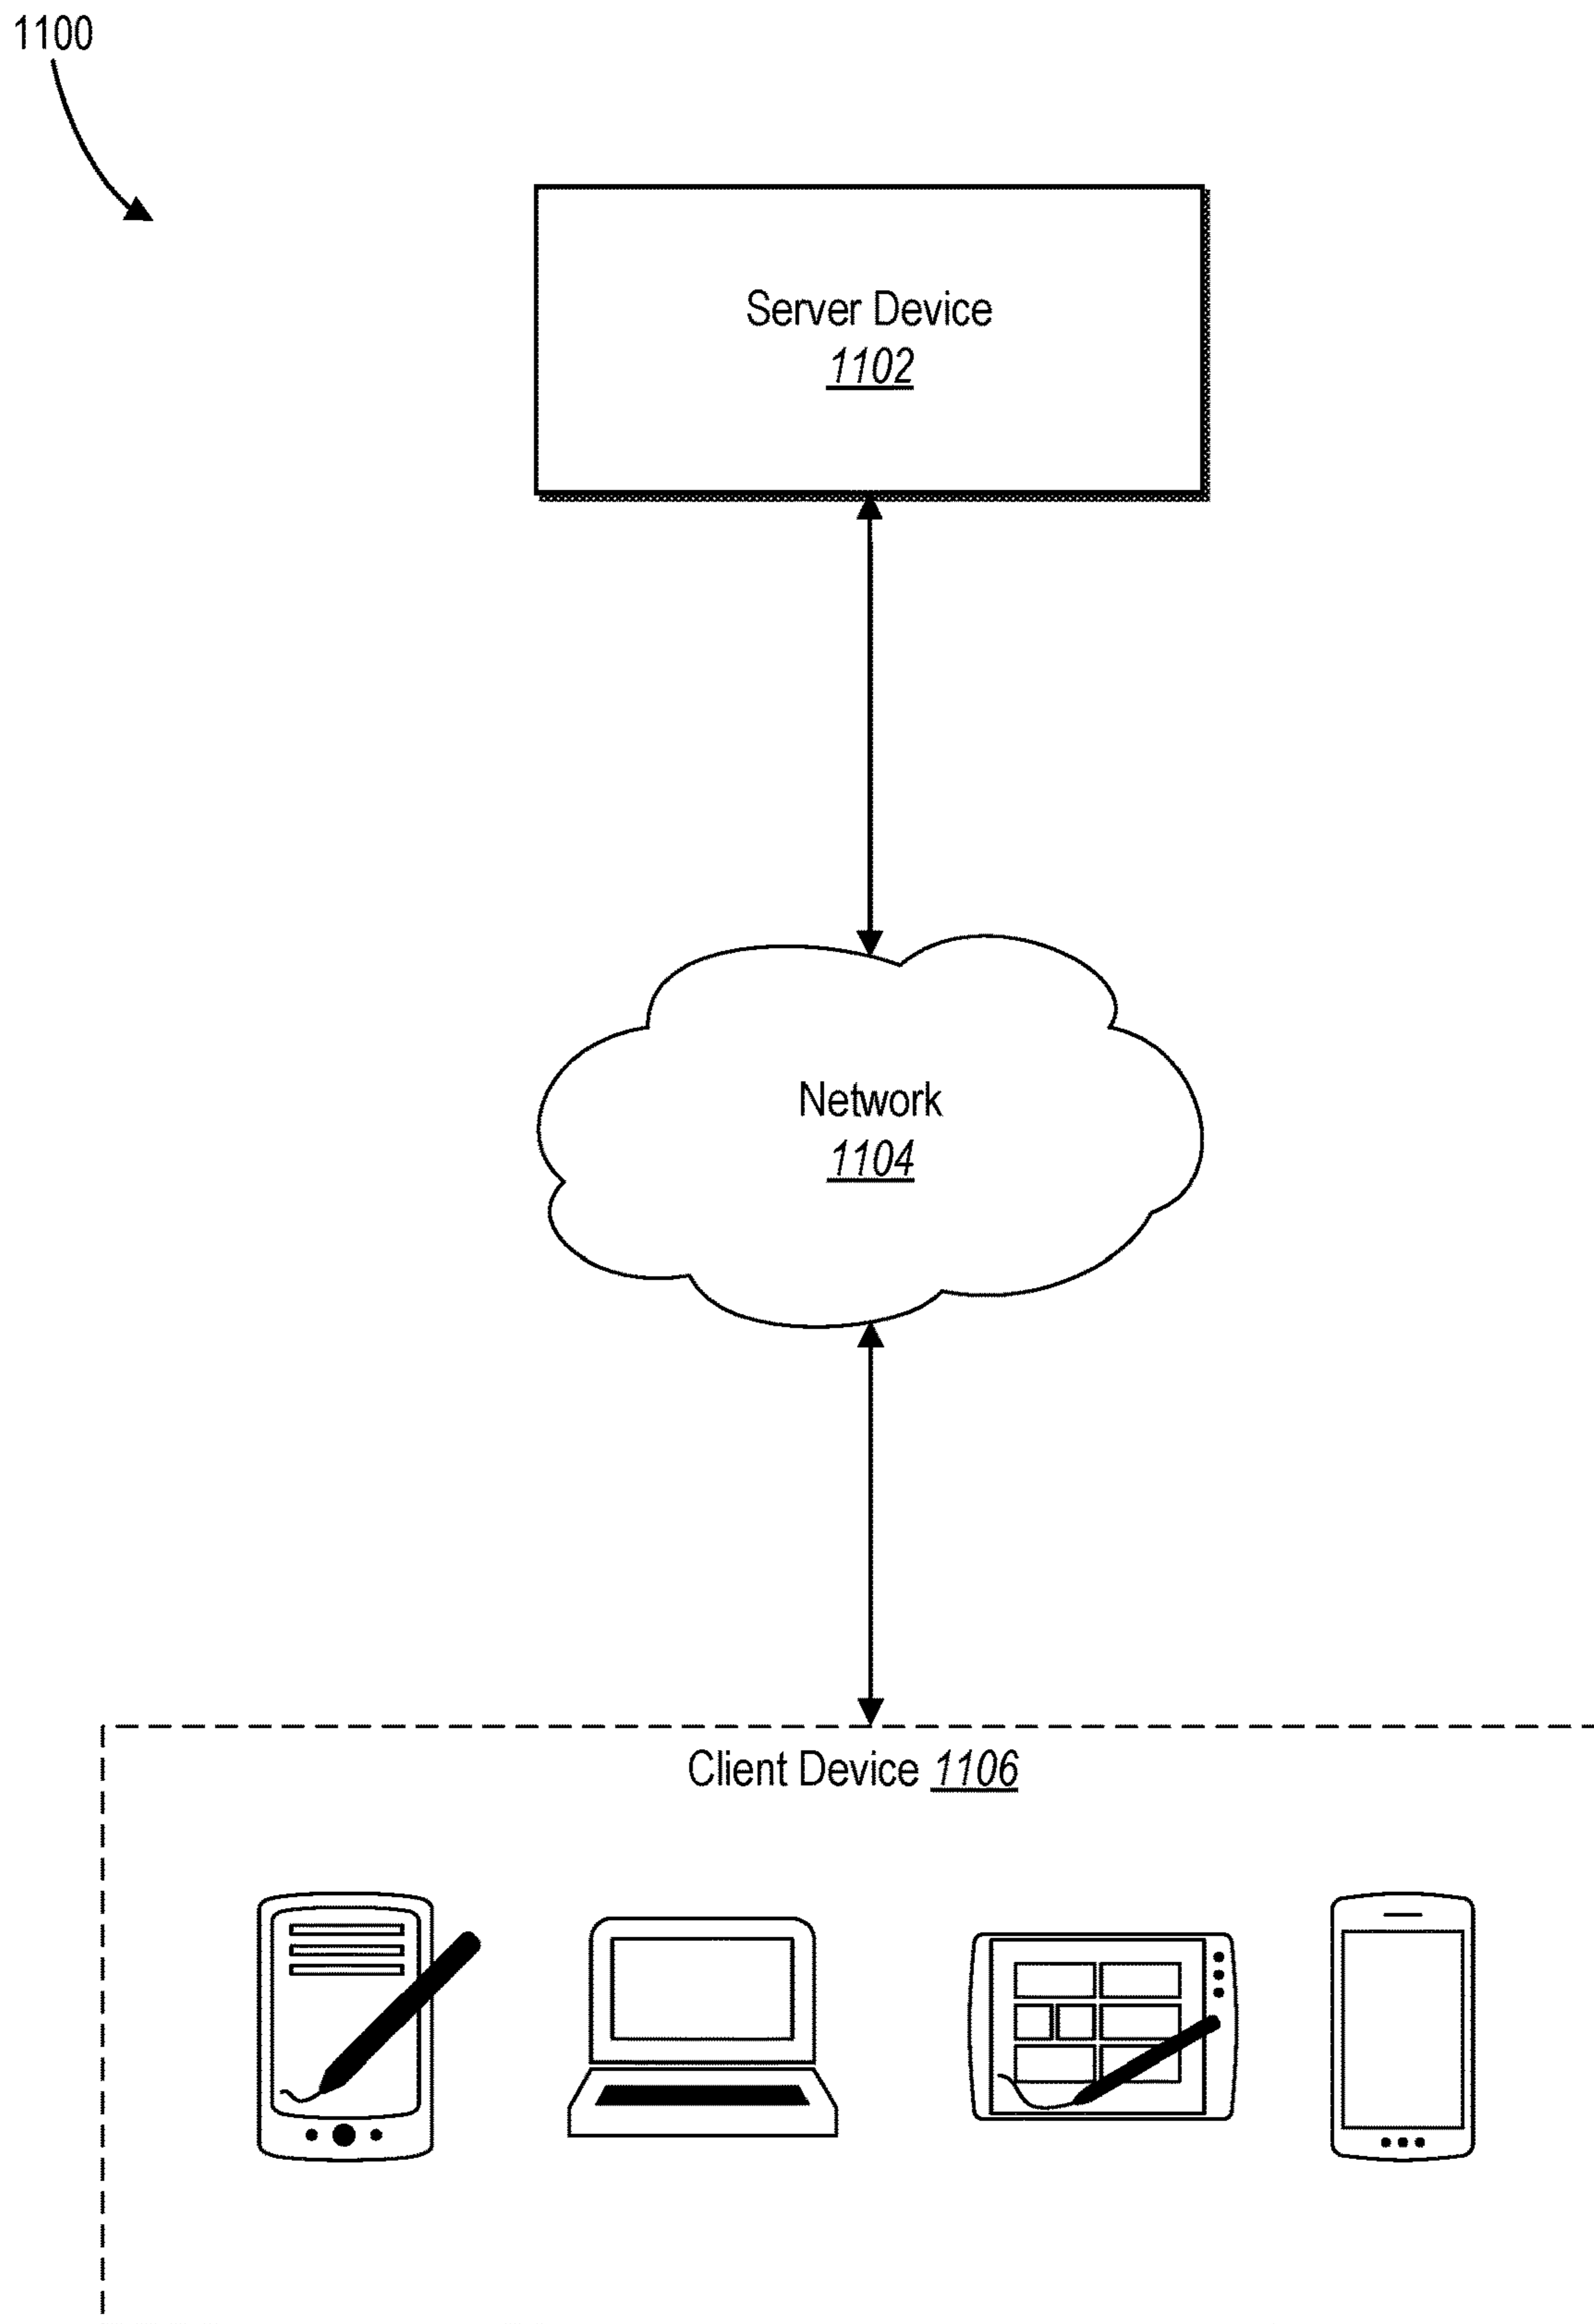 1100
Server Device
1102
Network
1104
Client Device 1106